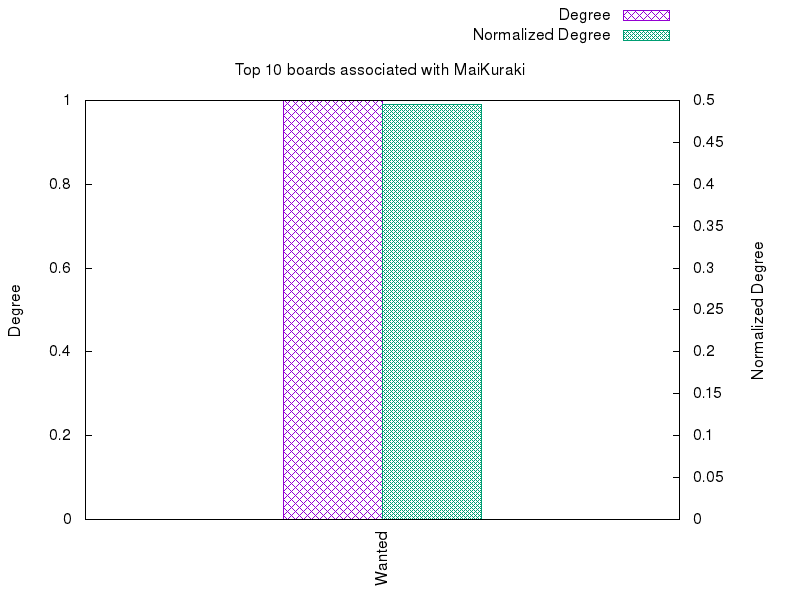 Degree
Normalized Degree
Top 10 boards associated with MaiKuraki
1
0.8
0.6
0.4
0.2
0
Degree
0.5
0.45
0.4
0.35
0.3
0.25
0.2
0.15
0.1
0.05
0
Normalized Degree
Wanted